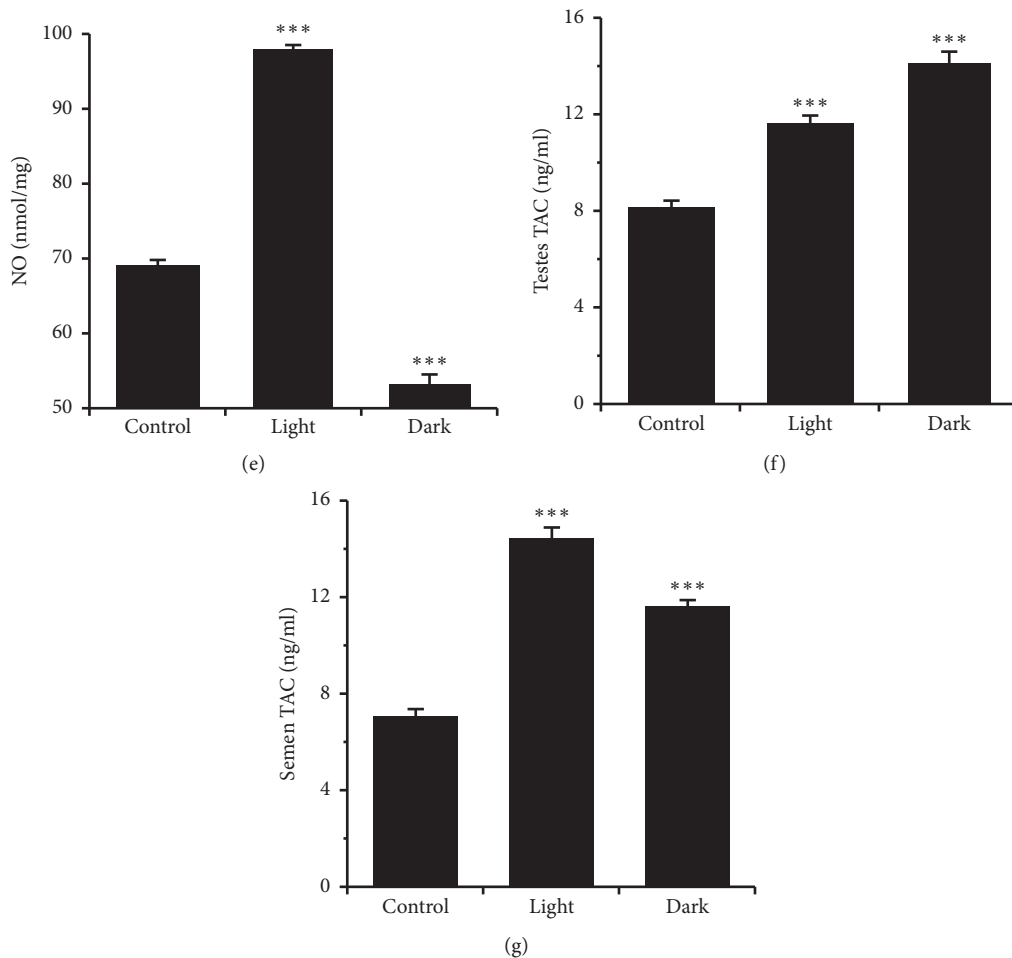 NO (nmol/mg)
100
90
80
70
60
50
***
***
Control
Light
Dark
(e)
Testes TAC (ng/ml)
16
12
8
4
0
***
***
Control
Light
Dark
(f)
Semen TAC (ng/ml)
16
12
8
4
0
***
***
Control
Light
Dark
(g)